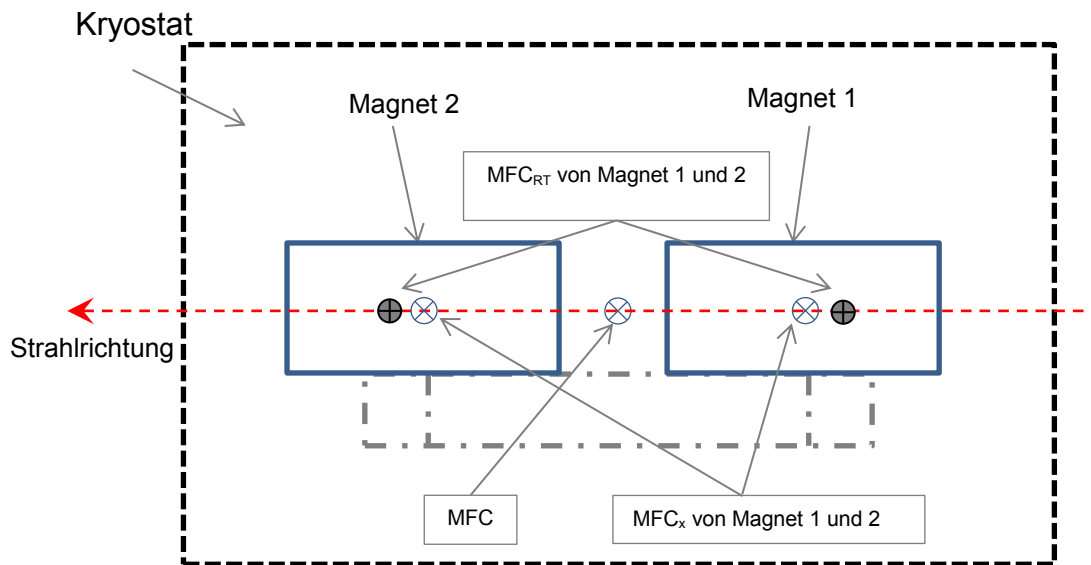 Kryostat
Magnet 2
Magnet 1
MFC_RT von Magnet 1 und 2
Strahlrichtung
MFC
MFC_x von Magnet 1 und 2